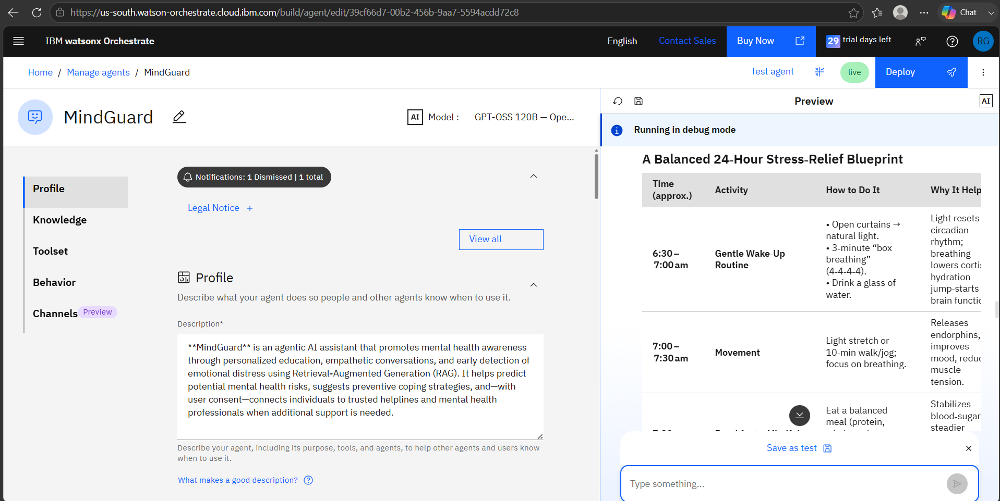 https://us-south.watson-orchestrate.cloud.ibm.com/build/agent/edit/39cf66d7-00b2-456b-9aa7-5594acdd72c8
Chat
IBM watsonx Orchestrate
English
Contact Sales
Buy Now
29 trial days left
RG
Home / Manage agents / MindGuard
Test agent
live
Deploy
MindGuard
AI Model :
GPT-OSS 120B — Ope...
Profile
Knowledge
Toolset
Behavior
Channels Preview
Notifications: 1 Dismissed | 1 total
Legal Notice +
View all
Profile
Describe what your agent does so people and other agents know when to use it.
Description*
**MindGuard** is an agentic AI assistant that promotes mental health awareness
through personalized education, empathetic conversations, and early detection of
emotional distress using Retrieval-Augmented Generation (RAG). It helps predict
potential mental health risks, suggests preventive coping strategies, and—with
user consent—connects individuals to trusted helplines and mental health
professionals when additional support is needed.
Describe your agent, including its purpose, tools, and agents, to help other agents and users know
when to use it.
What makes a good description?
Preview
AI
Running in debug mode
A Balanced 24-Hour Stress-Relief Blueprint
Time
(approx.)
Activity
How to Do It
Why It Help
6:30–
7:00 am
Gentle Wake-Up
Routine
• Open curtains →
natural light.
• 3-minute “box
breathing”
(4-4-4-4).
• Drink a glass of
water.
Light resets
circadian
rhythm;
breathing
lowers corti
hydration
jump-starts
brain functio
7:00–
7:30 am
Movement
Light stretch or
10-min walk/jog;
focus on breathing.
Releases
endorphins,
improves
mood, reduc
muscle
tension.
Eat a balanced
meal (protein,
Stabilizes
blood-sugar
steadier
Save as test
Type something...